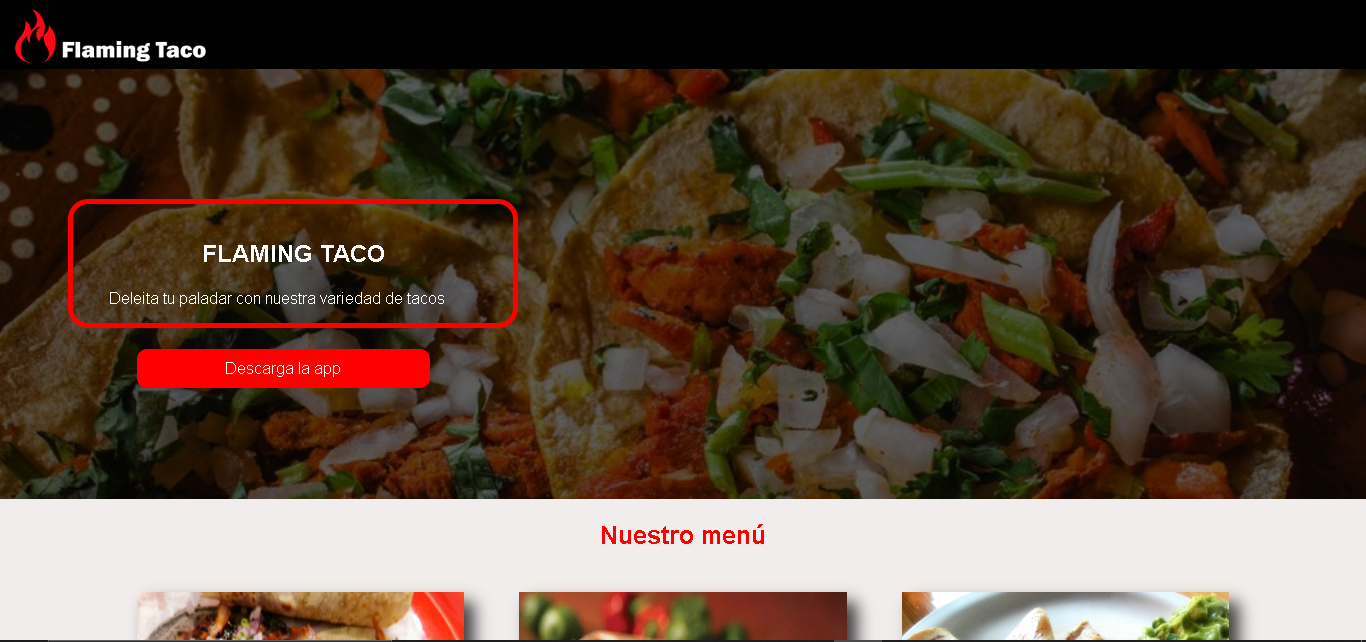 Flaming Taco
FLAMING TACO
Deleita tu paladar con nuestra variedad de tacos
Descarga la app
Nuestro menú